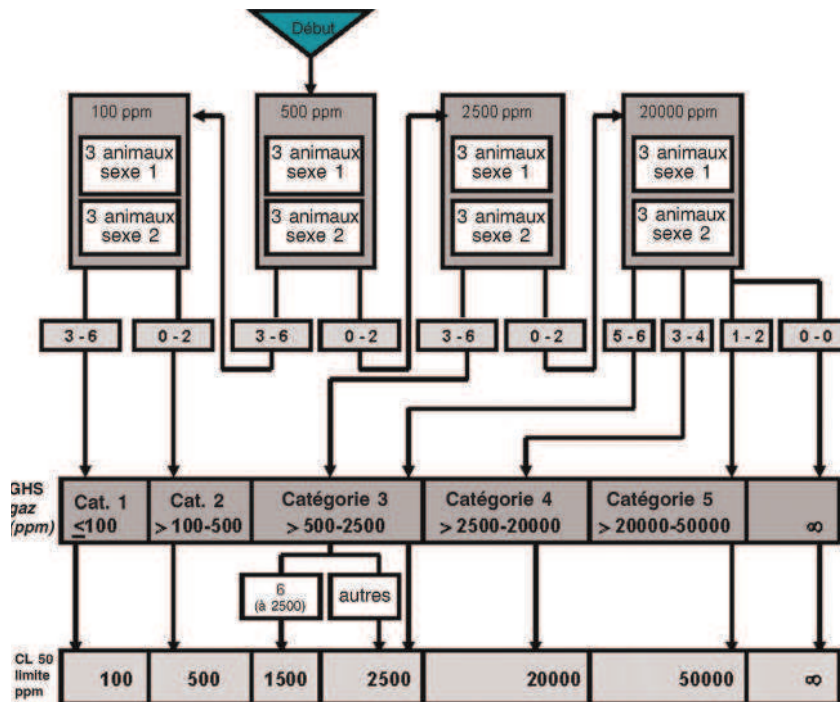 Début
100 ppm
500 ppm
2500 ppm
20000 ppm
3 animaux
sexe 1
3 animaux
sexe 1
3 animaux
sexe 1
3 animaux
sexe 1
3 animaux
sexe 2
3 animaux
sexe 2
3 animaux
sexe 2
3 animaux
sexe 2
3 - 6
0 - 2
3 - 6
0 - 2
3 - 6
0 - 2
5 - 6
3 - 4
1 - 2
0 - 0
GHS
gaz
(ppm)
Cat. 1
≤100
Cat. 2
> 100-500
Catégorie 3
> 500-2500
Catégorie 4
> 2500-20000
Catégorie 5
> 20000-50000
∞
6
(à 2500)
autres
CL 50
limite
ppm
100
500
1500
2500
20000
50000
∞